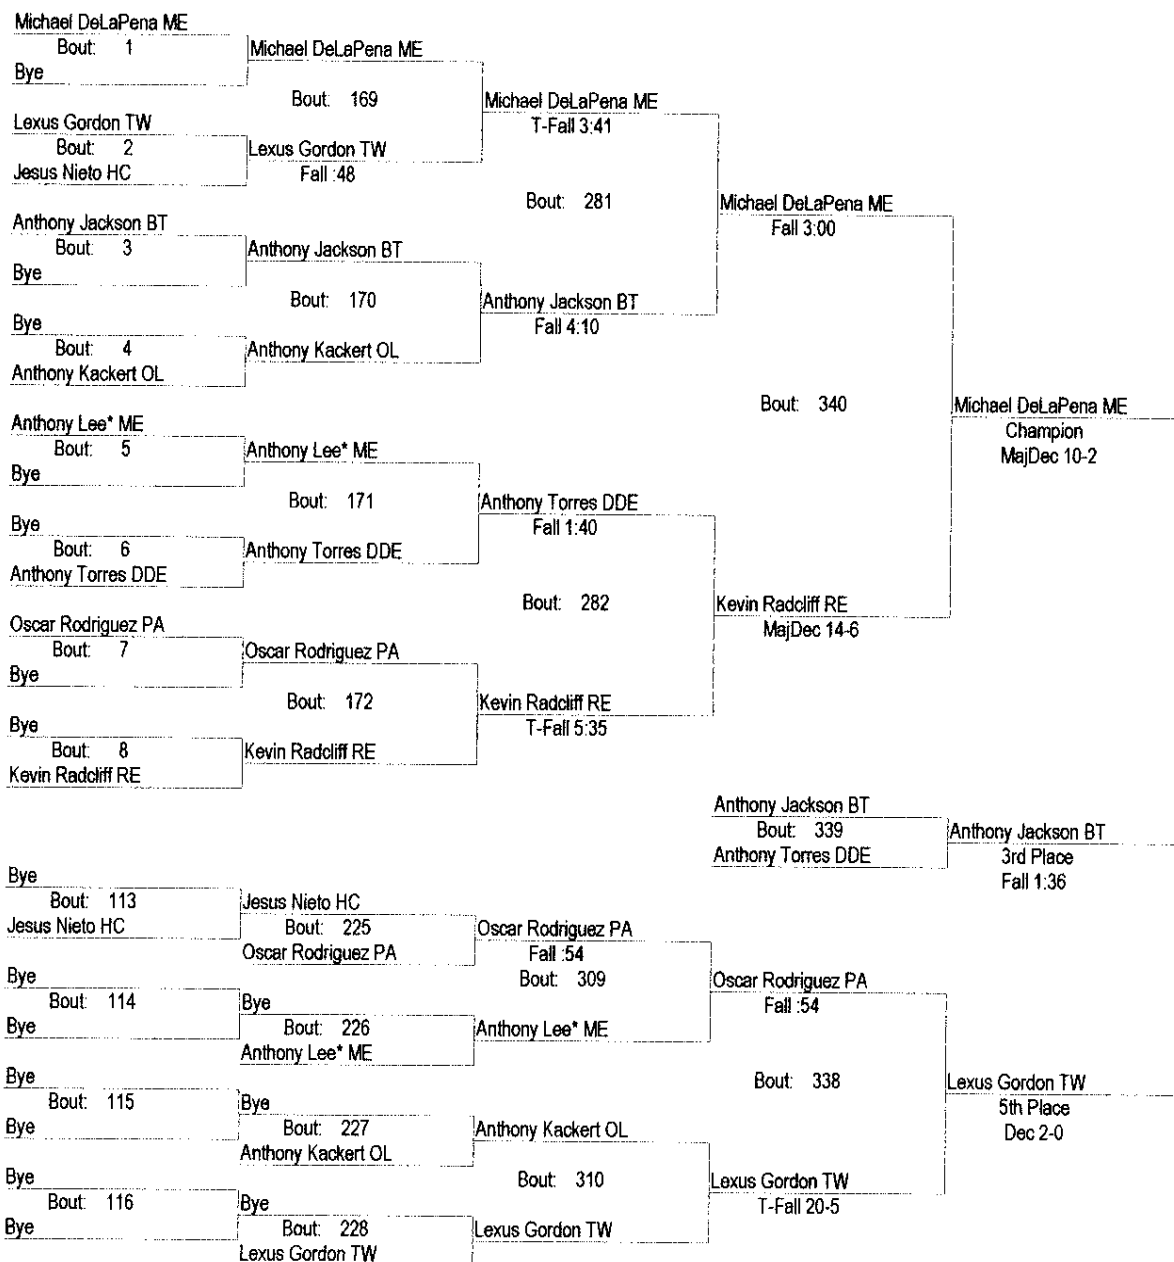 Michael DeLaPena ME
Bout: 1
Bye
Michael DeLaPena ME
Bout: 169
Lexus Gordon TW
Bout: 2
Jesus Nieto HC
Lexus Gordon TW
Fall :48
Michael DeLaPena ME
T-Fall 3:41
Bout: 281
Anthony Jackson BT
Bout: 3
Bye
Anthony Jackson BT
Bout: 170
Bye
Bout: 4
Anthony Kackert OL
Anthony Kackert OL
Anthony Jackson BT
Fall 4:10
Michael DeLaPena ME
Fall 3:00
Bout: 340
Anthony Lee* ME
Bout: 5
Bye
Anthony Lee* ME
Bout: 171
Bye
Bout: 6
Anthony Torres DDE
Anthony Torres DDE
Anthony Torres DDE
Fall 1:40
Bout: 282
Oscar Rodriguez PA
Bout: 7
Bye
Oscar Rodriguez PA
Bout: 172
Bye
Bout: 8
Kevin Radcliff RE
Kevin Radcliff RE
Kevin Radcliff RE
T-Fall 5:35
Kevin Radcliff RE
MajDec 14-6
Michael DeLaPena ME
Champion
MajDec 10-2
Anthony Jackson BT
Bout: 339
Anthony Torres DDE
Anthony Jackson BT
3rd Place
Fall 1:36
Bye
Bout: 113
Jesus Nieto HC
Jesus Nieto HC
Bout: 225
Oscar Rodriguez PA
Oscar Rodriguez PA
Fall :54
Bout: 309
Bye
Bout: 114
Bye
Bye
Bout: 226
Anthony Lee* ME
Anthony Lee* ME
Oscar Rodriguez PA
Fall :54
Bout: 338
Bye
Bout: 115
Bye
Bye
Bout: 227
Anthony Kackert OL
Anthony Kackert OL
Bout: 310
Bye
Bout: 116
Bye
Bye
Bout: 228
Lexus Gordon TW
Lexus Gordon TW
Lexus Gordon TW
T-Fall 20-5
Lexus Gordon TW
5th Place
Dec 2-0